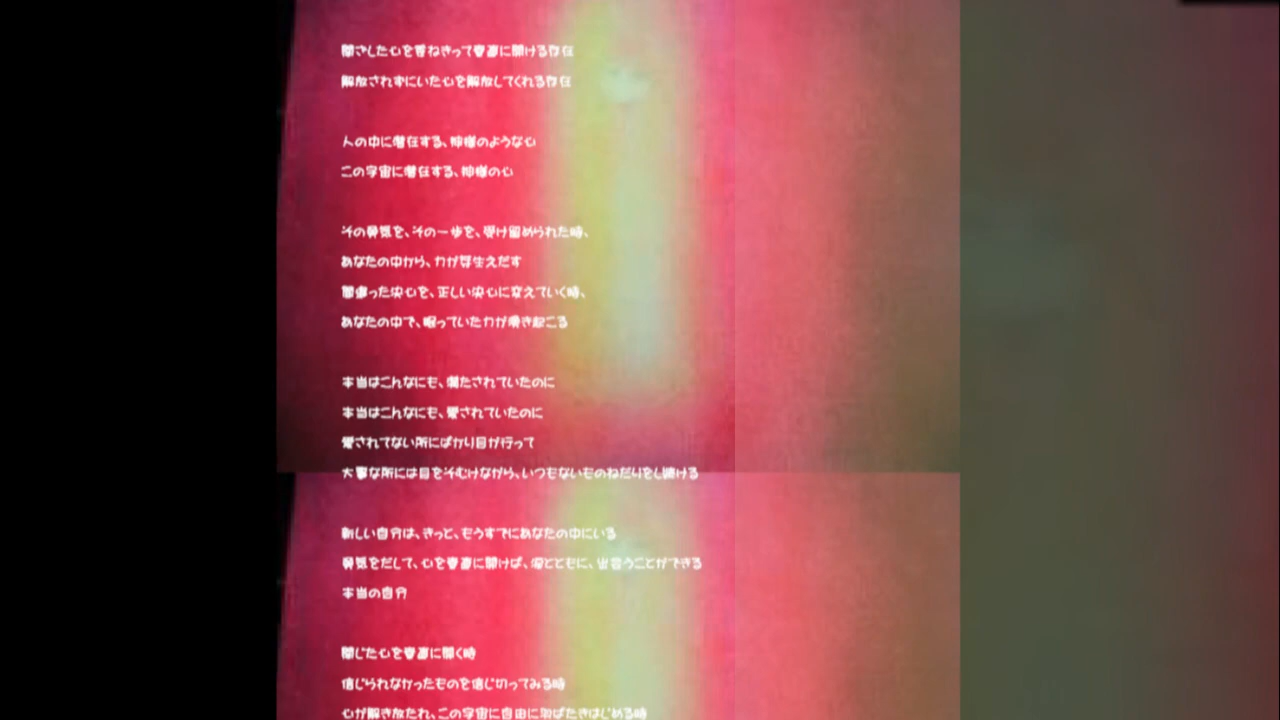 閉ざした心を委ねきって普遍に開ける存在
解放されずにいた心を解放してくれる存在
人の中に潜在する、神様のような心
この宇宙に潜在する、神様の心
その勇気を、その一歩を、受け留められた時、
あなたの中から、力が芽生えだす
間違った決心を、正しい決心に変えていく時、
あなたの中で、眠っていた力が湧き起こる
本当はこんなにも、満たされていたのに
本当はこんなにも、愛されていたのに
愛されてない所にばかり目が行って
大事な所には目をそむけながら、いつもないものねだりをし続ける
新しい自分は、きっと、もうすでにあなたの中にいる
勇気をだして、心を普遍に開けば、涙とともに、出会うことができる
本当の自分
閉じた心を普遍に開く時
信じられなかったものを信じ切ってみる時
心が解き放たれ、この宇宙に自由に羽ばたきはじめる時